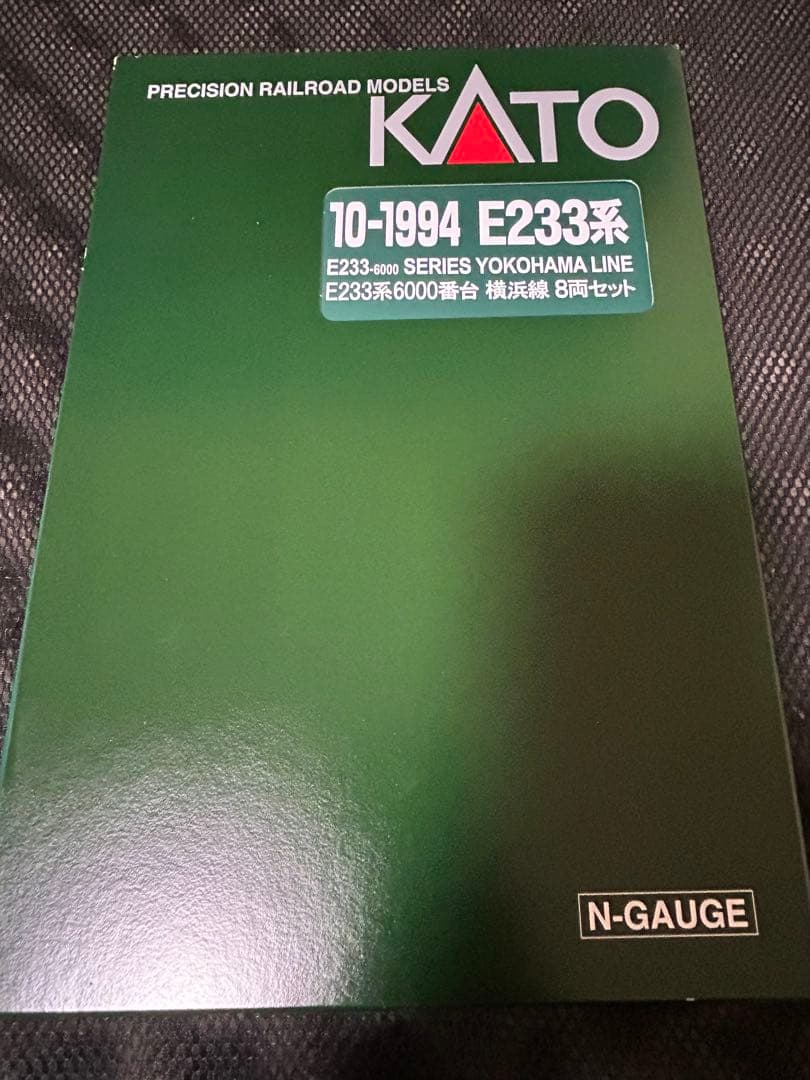 PRECISION RAILROAD MODELS
KATO
10-1994 E233系
E233-6000 SERIES YOKOHAMA LINE
E233系6000番台 横浜線 8両セット
N-GAUGE